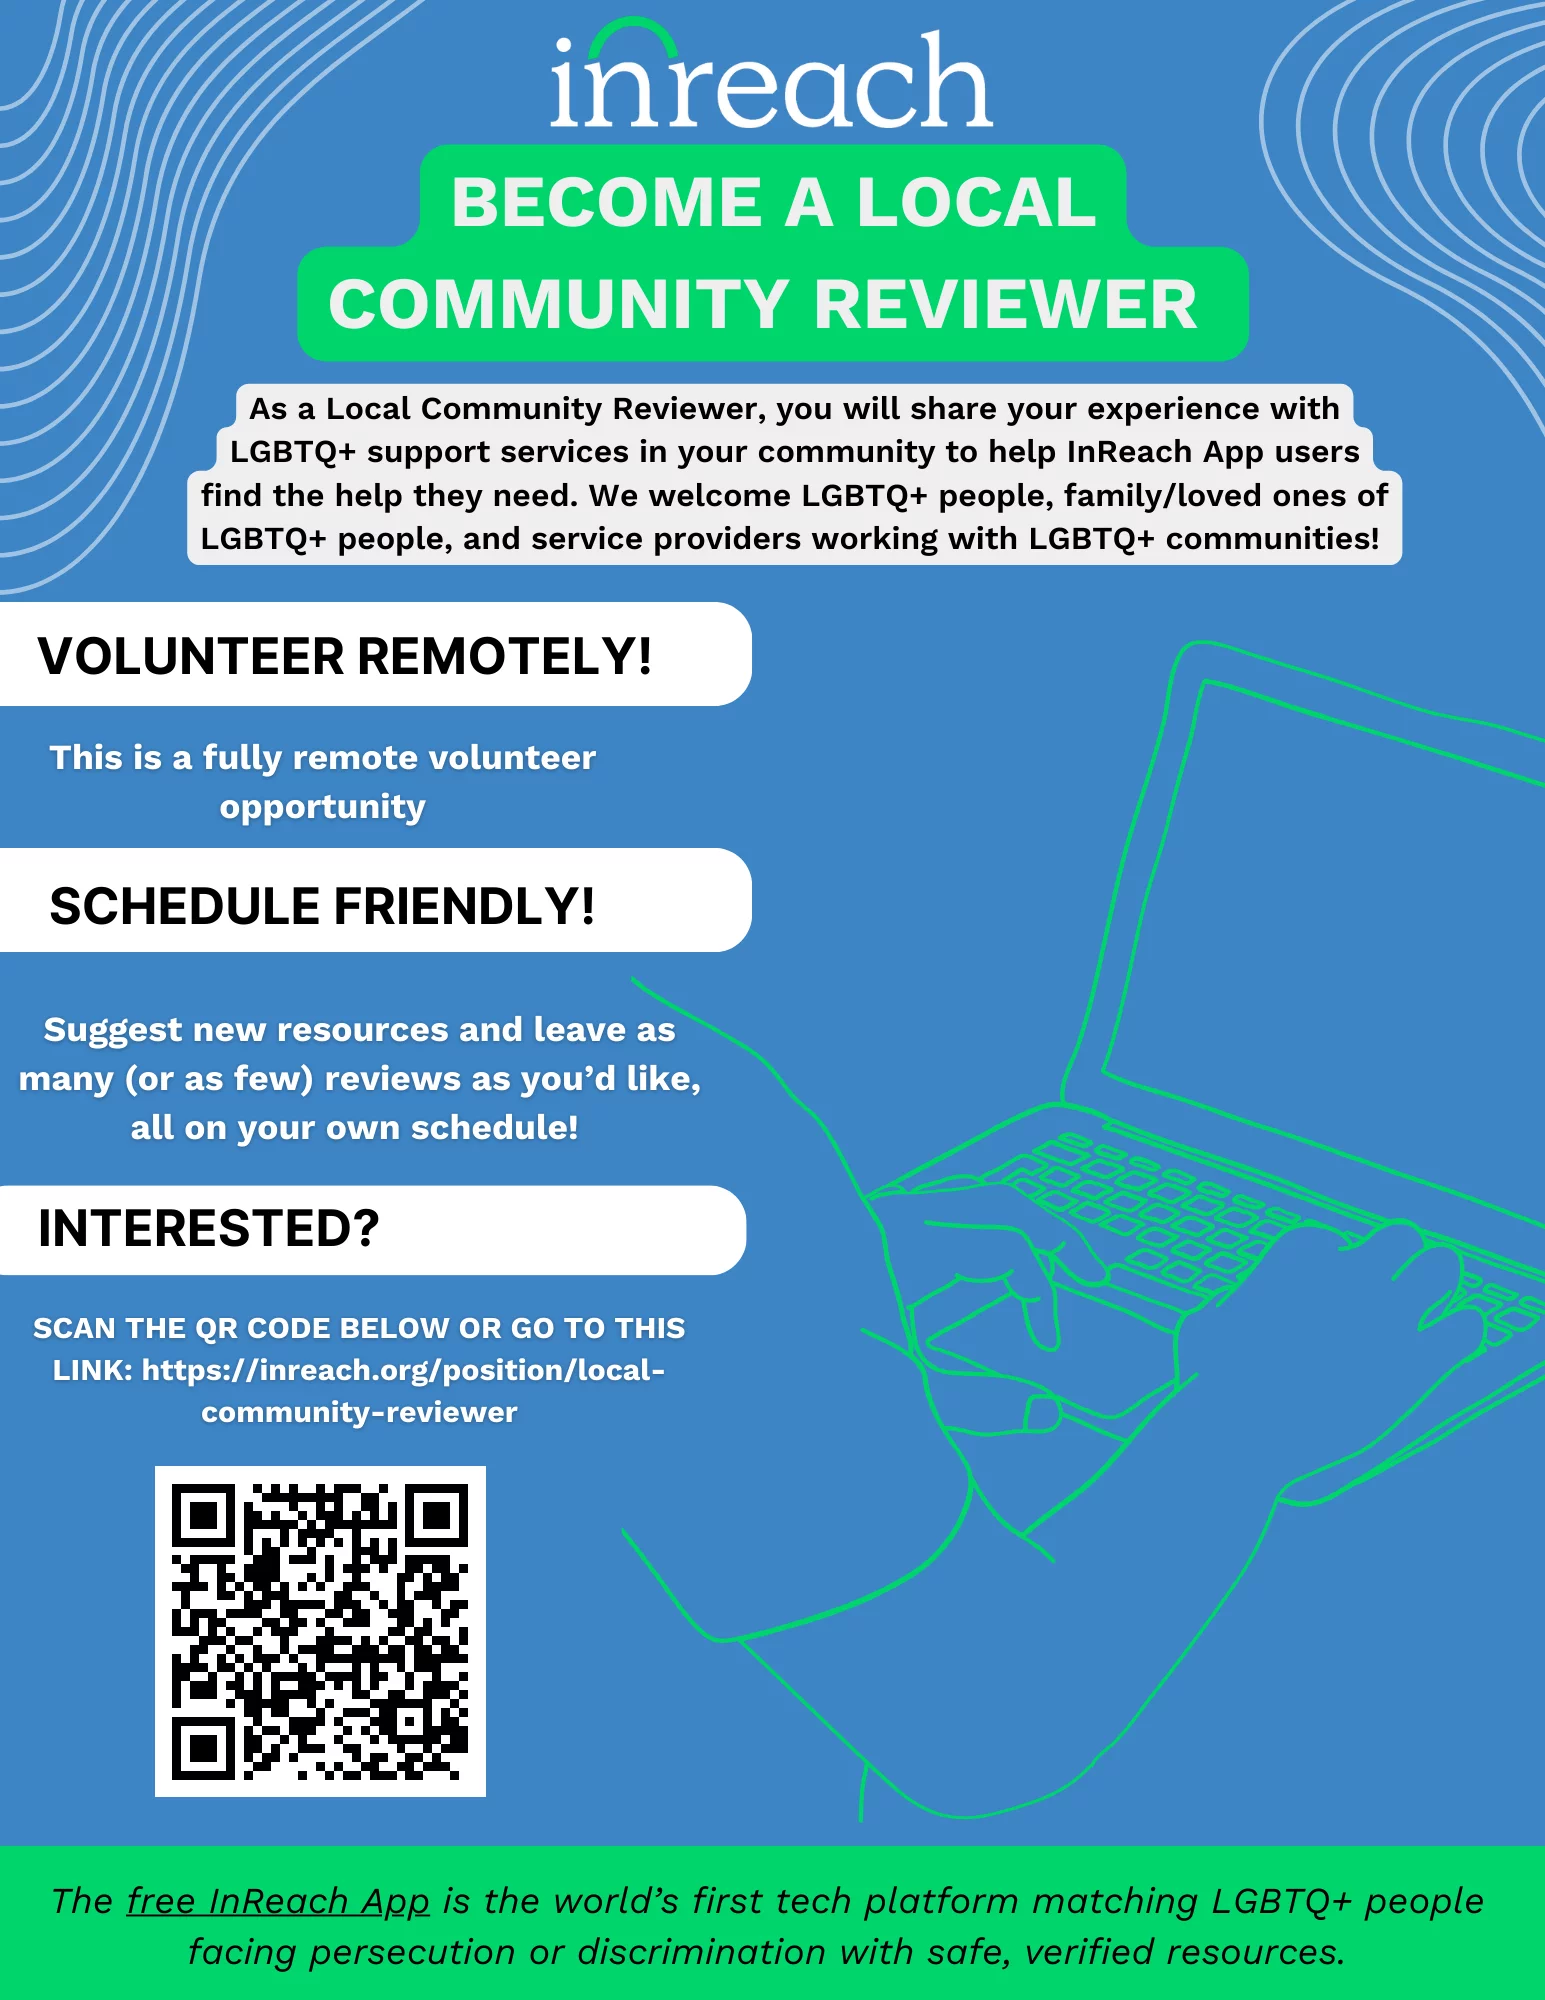 inreach
BECOME A LOCAL
COMMUNITY REVIEWER
As a Local Community Reviewer, you will share your experience with
LGBTQ+ support services in your community to help InReach App users
find the help they need. We welcome LGBTQ+ people, family/loved ones of
LGBTQ+ people, and service providers working with LGBTQ+ communities!
VOLUNTEER REMOTELY!
This is a fully remote volunteer
opportunity
SCHEDULE FRIENDLY!
Suggest new resources and leave as
many (or as few) reviews as you’d like,
all on your own schedule!
INTERESTED?
SCAN THE QR CODE BELOW OR GO TO THIS
LINK: https://inreach.org/position/local-
community-reviewer
The free InReach App is the world’s first tech platform matching LGBTQ+ people
facing persecution or discrimination with safe, verified resources.